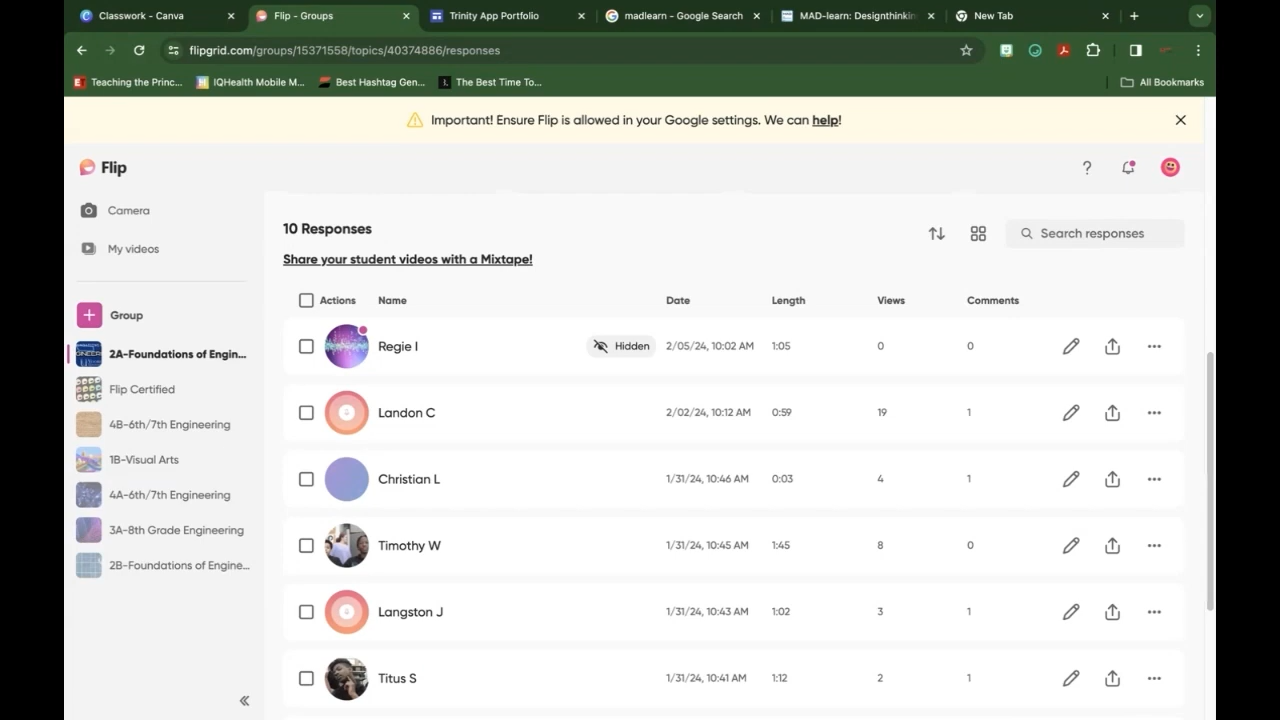 Classwork - Canva
Flip - Groups
Trinity App Portfolio
madlearn - Google Search
MAD-learn: Designthinkin
New Tab
flipgrid.com/groups/15371558/topics/40374886/responses
Teaching the Princ...
IQHealth Mobile M...
Best Hashtag Gen...
The Best Time To...
All Bookmarks
Important! Ensure Flip is allowed in your Google settings. We can help!
Flip
Camera
My videos
Group
2A-Foundations of Engin...
Flip Certified
4B-6th/7th Engineering
1B-Visual Arts
4A-6th/7th Engineering
3A-8th Grade Engineering
2B-Foundations of Engine...
10 Responses
Search responses
Share your student videos with a Mixtape!
Actions Name Date Length Views Comments
Regie I Hidden 2/05/24, 10:02 AM 1:05 0 0
Landon C 2/02/24, 10:12 AM 0:59 19 1
Christian L 1/31/24, 10:46 AM 0:03 4 1
Timothy W 1/31/24, 10:45 AM 1:45 8 0
Langston J 1/31/24, 10:43 AM 1:02 3 1
Titus S 1/31/24, 10:41 AM 1:12 2 1